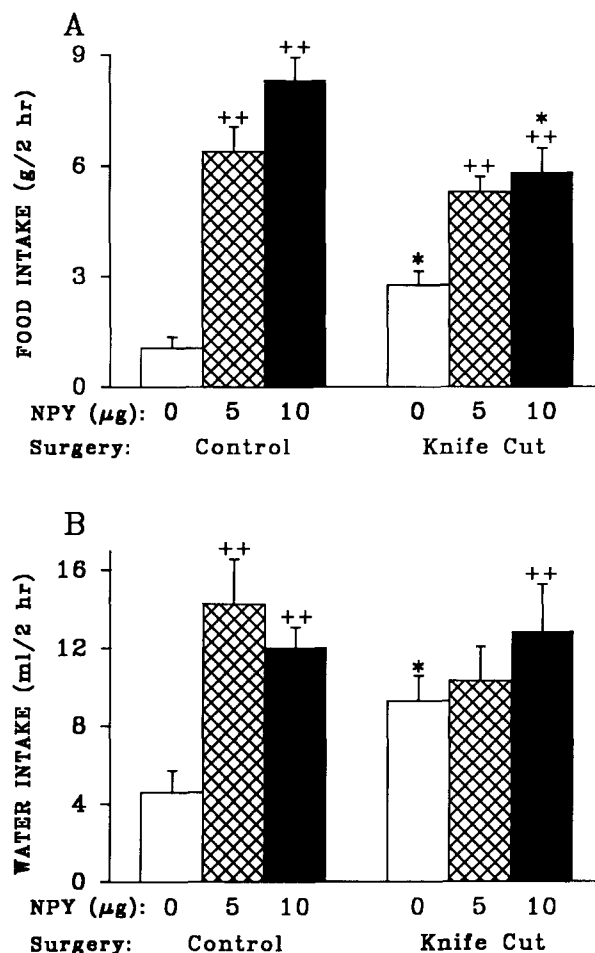 A
FOOD INTAKE (g/2 hr)
9
6
3
0
++
++
*
++
*
++
NPY (μg): 0 5 10 0 5 10
Surgery: Control Knife Cut
B
WATER INTAKE (ml/2 hr)
16
12
8
4
0
++
++
*
++
NPY (μg): 0 5 10 0 5 10
Surgery: Control Knife Cut